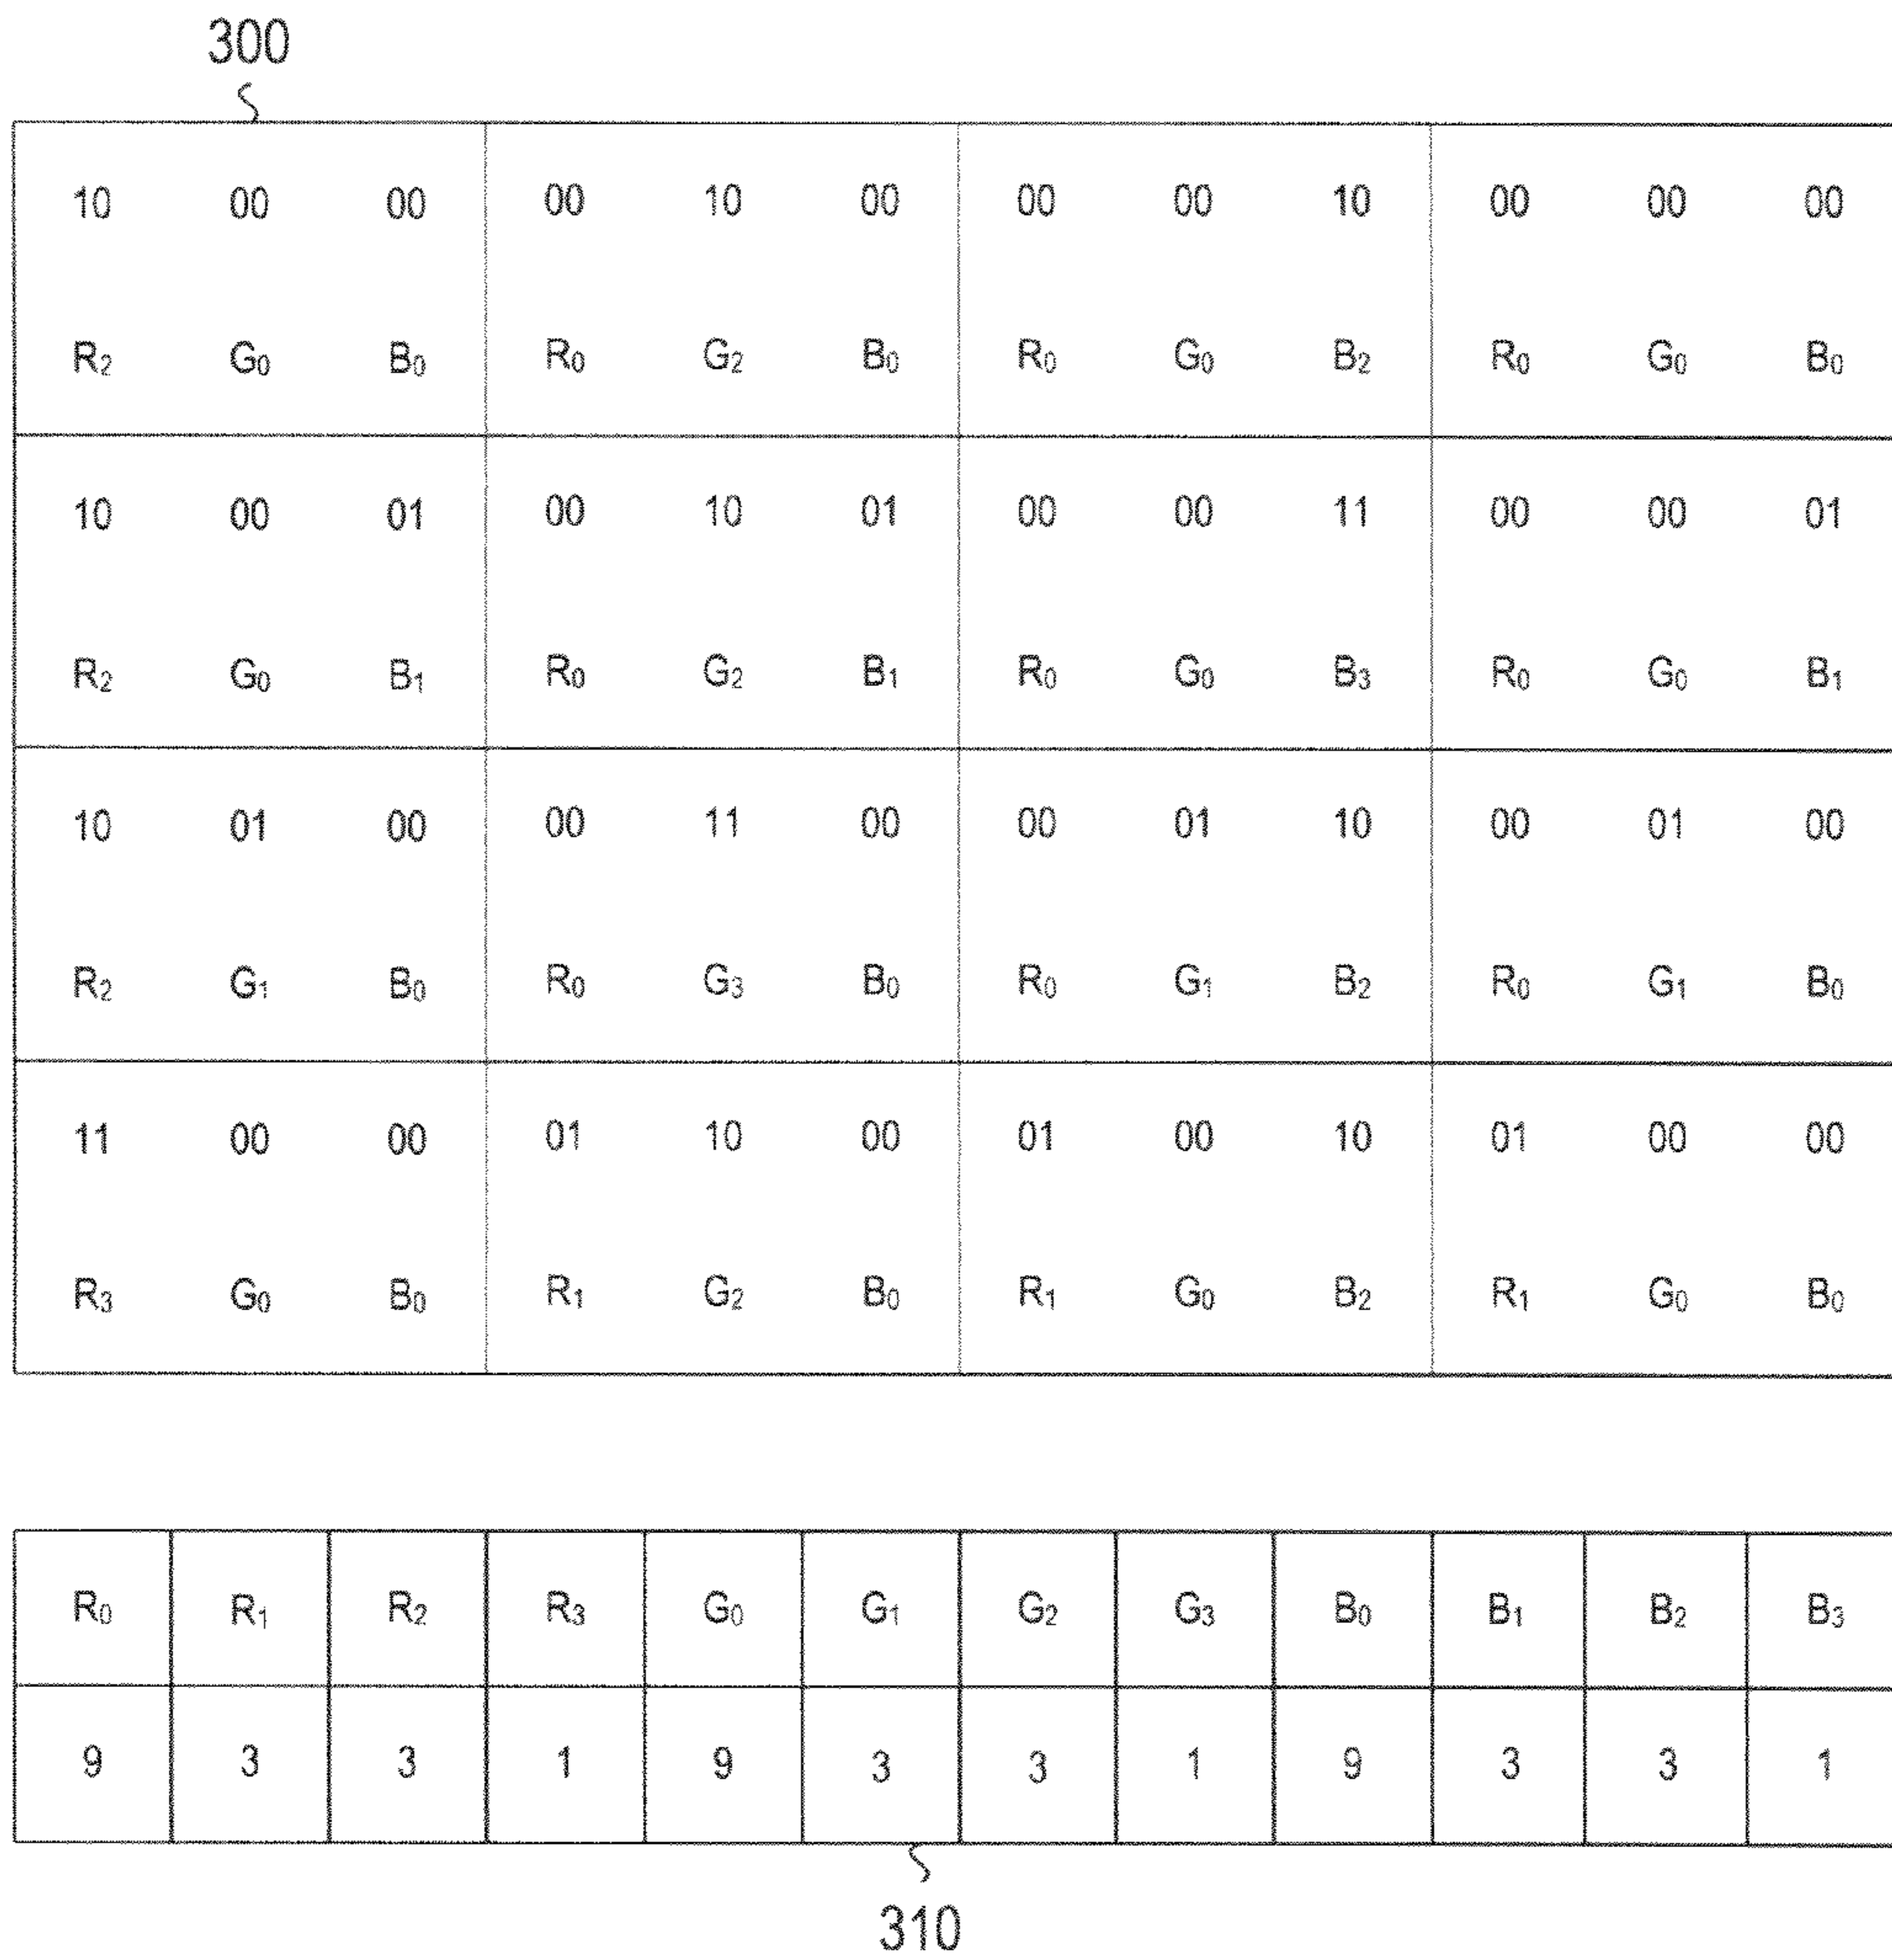 300
10 00 00 00 10 00 00 00 10 00 00 00
R₂ G₀ B₀ R₀ G₂ B₀ R₀ G₀ B₂ R₀ G₀ B₀
10 00 01 00 10 01 00 00 11 00 00 01
R₂ G₀ B₁ R₀ G₂ B₁ R₀ G₀ B₃ R₀ G₀ B₁
10 01 00 00 11 00 00 01 10 00 01 00
R₂ G₁ B₀ R₀ G₃ B₀ R₀ G₁ B₂ R₀ G₁ B₀
11 00 00 01 10 00 01 00 10 01 00 00
R₃ G₀ B₀ R₁ G₂ B₀ R₁ G₀ B₂ R₁ G₀ B₀
R₀ R₁ R₂ R₃ G₀ G₁ G₂ G₃ B₀ B₁ B₂ B₃
9 3 3 1 9 3 3 1 9 3 3 1
310